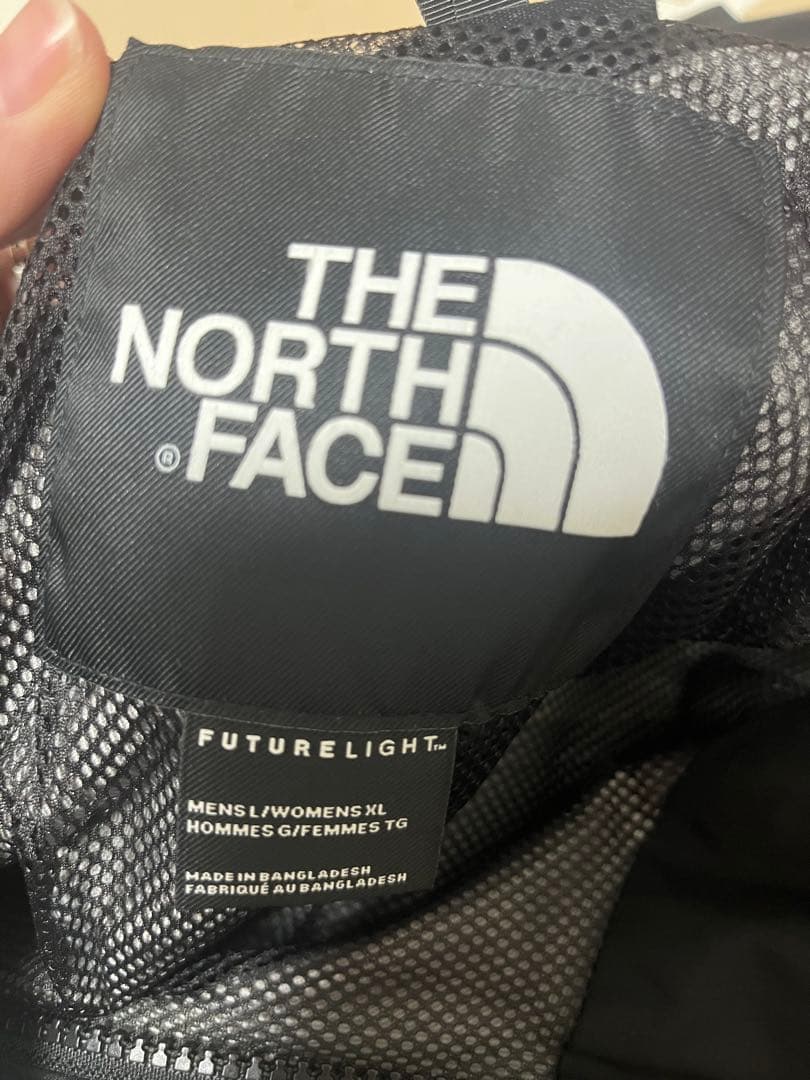 THE
NORTH
®FACE
FUTURELIGHT™
MENS L/WOMENS XL
HOMMES G/FEMMES TG
MADE IN BANGLADESH
FABRIQUÉ AU BANGLADESH